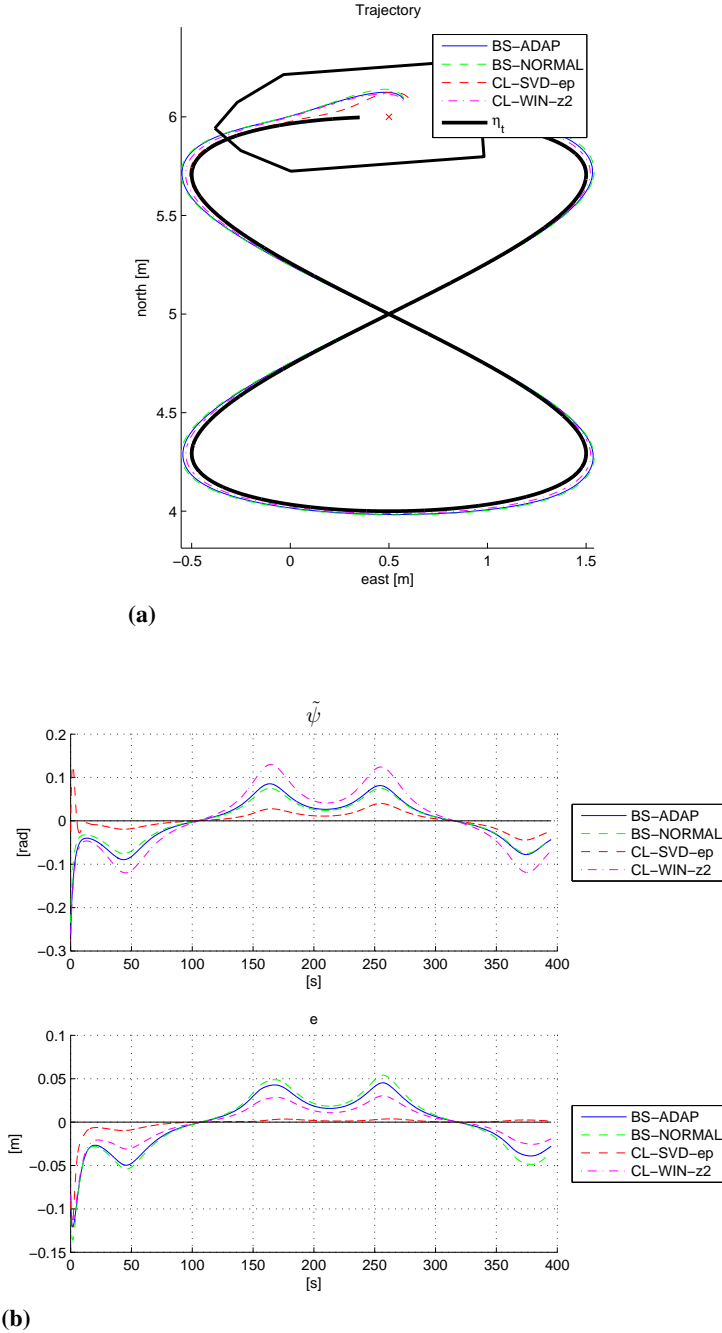 Trajectory
BS−ADAP
BS−NORMAL
CL−SVD−ep
CL−WIN−z2
η_t
6
5.5
5
4.5
4
north [m]
−0.5 0 0.5 1 1.5
east [m]
(a)
ψ̃
0.2
0.1
0
−0.1
−0.2
−0.3
[rad]
0 50 100 150 200 250 300 350 400
[s]
BS−ADAP
BS−NORMAL
CL−SVD−ep
CL−WIN−z2
e
0.1
0.05
0
−0.05
−0.1
−0.15
[m]
0 50 100 150 200 250 300 350 400
[s]
BS−ADAP
BS−NORMAL
CL−SVD−ep
CL−WIN−z2
(b)